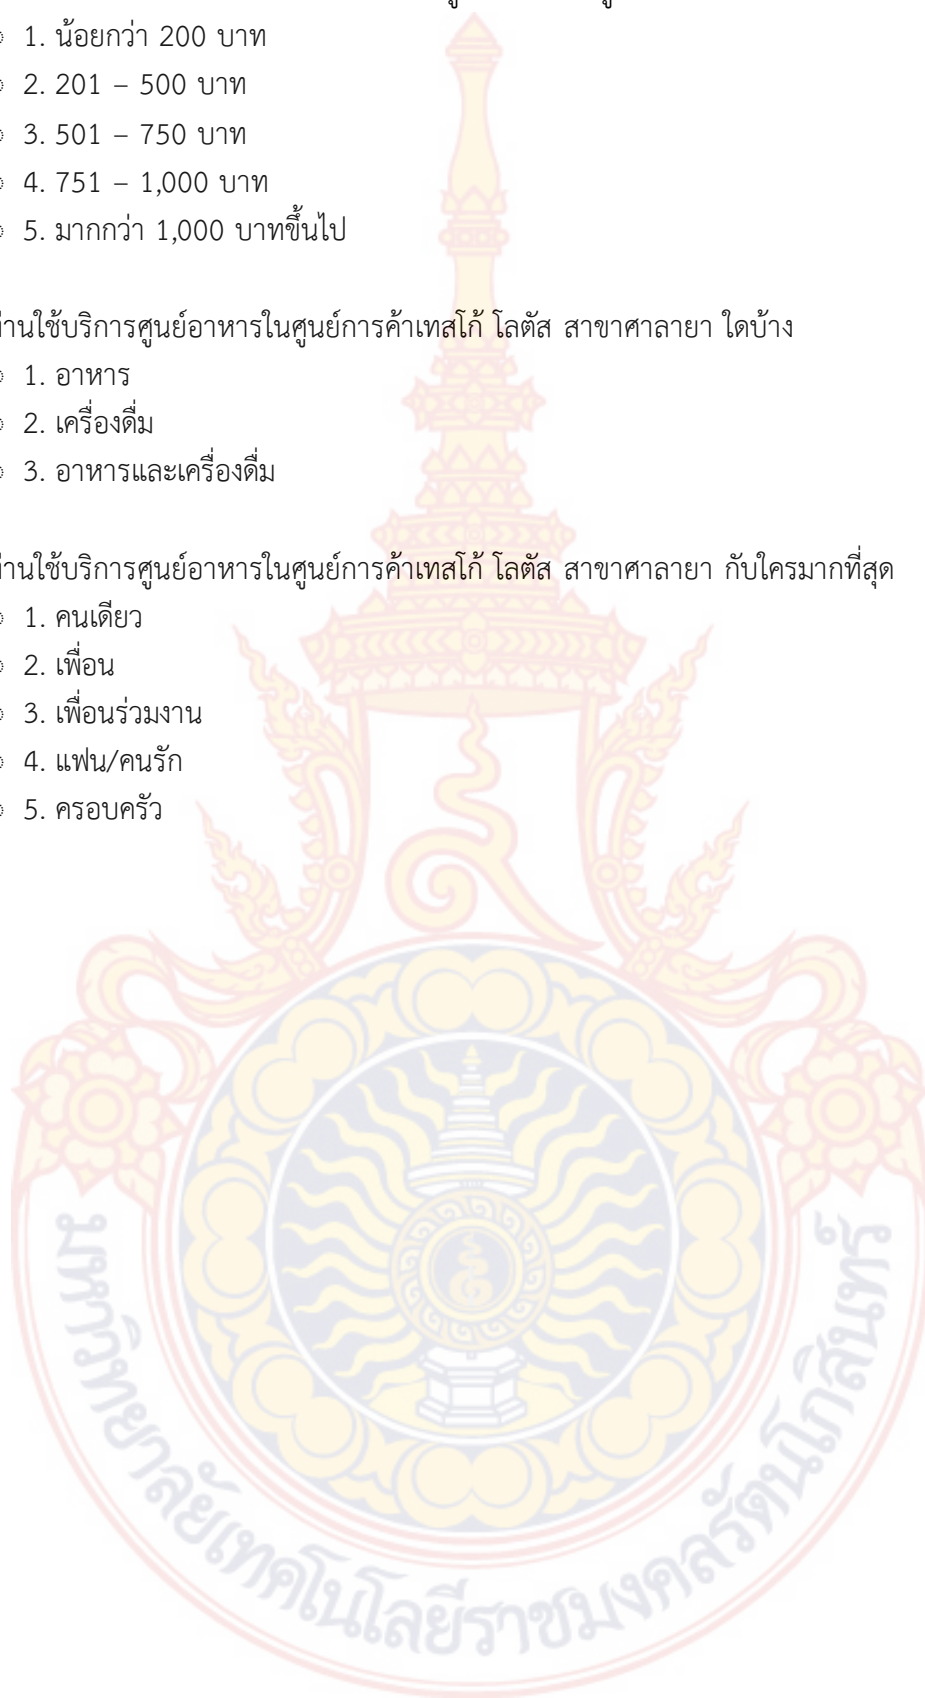 1. น้อยกว่า 200 บาท
2. 201 – 500 บาท
3. 501 – 750 บาท
4. 751 – 1,000 บาท
5. มากกว่า 1,000 บาทขึ้นไป
ท่านใช้บริการศูนย์อาหารในศูนย์การค้าเทสโก้ โลตัส สาขาศาลายา ใดบ้าง
1. อาหาร
2. เครื่องดื่ม
3. อาหารและเครื่องดื่ม
ท่านใช้บริการศูนย์อาหารในศูนย์การค้าเทสโก้ โลตัส สาขาศาลายา กับใครมากที่สุด
1. คนเดียว
2. เพื่อน
3. เพื่อนร่วมงาน
4. แฟน/คนรัก
5. ครอบครัว
มหาวิทยาลัยเทคโนโลยีราชมงคลรัตนโกสินทร์